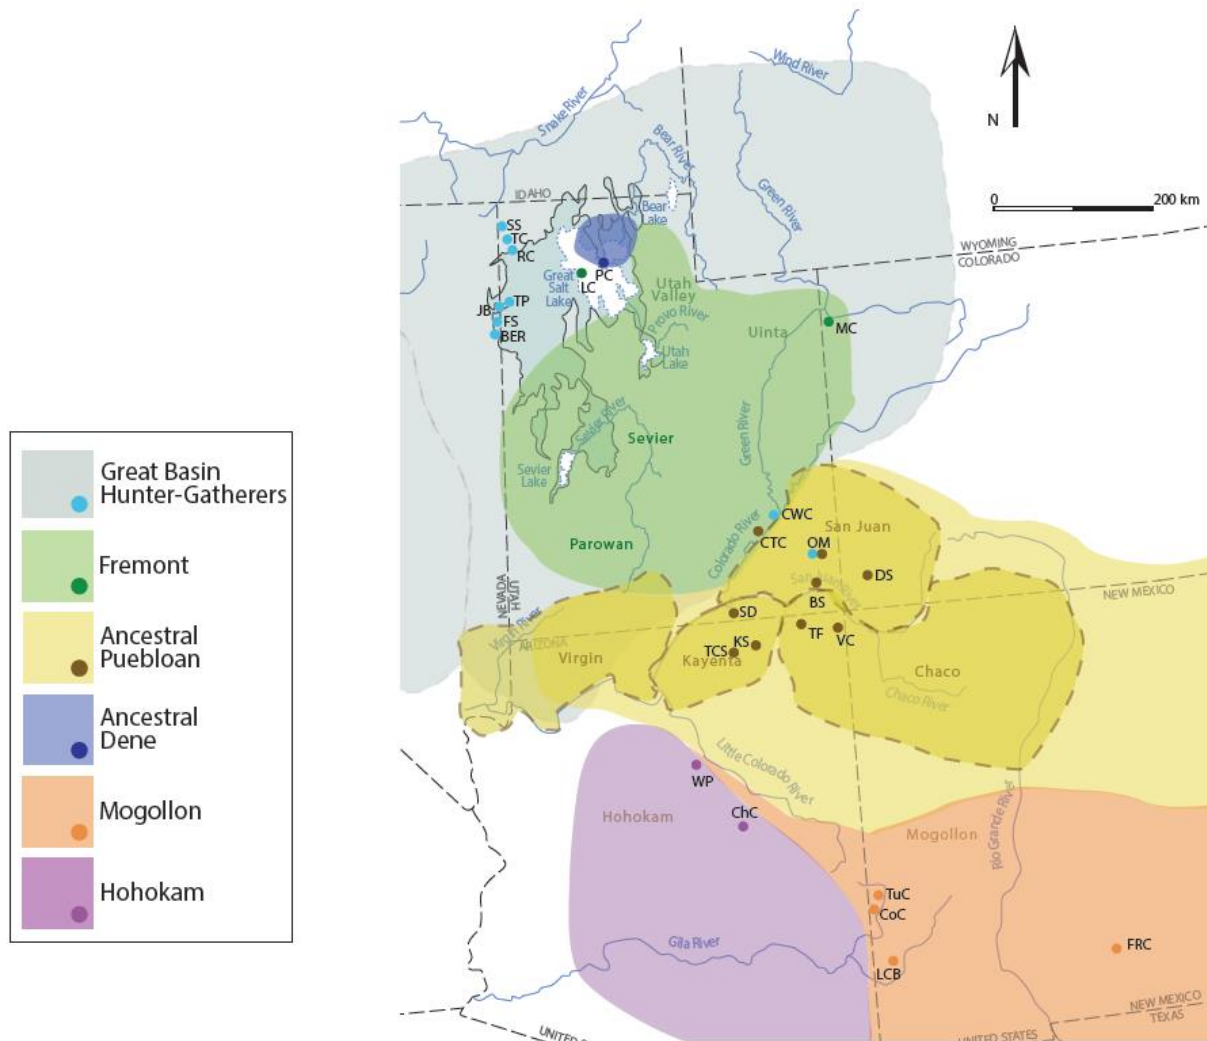 Wind River
N
Snake River
Bear River
Green River
0 200 km
IDAHO
Bear
Lake
WYOMING
COLORADO
SS
TC
RC
Great
Salt
Lake
PC
LC
Utah
Valley
TP
JB
FS
BER
Provo River
Uinta
MC
Utah
Lake
Sevier River
Sevier
Green River
Sevier
Lake
Great Basin
Hunter-Gatherers
Fremont
Ancestral
Puebloan
Ancestral
Dene
Mogollon
Hohokam
CWC
San Juan
CTC
OM
Parowan
Colorado River
DS
NEVADA
UTAH
BS
NEW MEXICO
Virgin River
ARIZONA
SD
TF
VC
KS
TCS
Virgin
Kayenta
Chaco
Chaco River
Little Colorado River
WP
ChC
Hohokam
Mogollon
Rio Grande River
TuC
CoC
Gila River
LCB
FRC
NEW MEXICO
TEXAS
UNITED STATES
UNITED